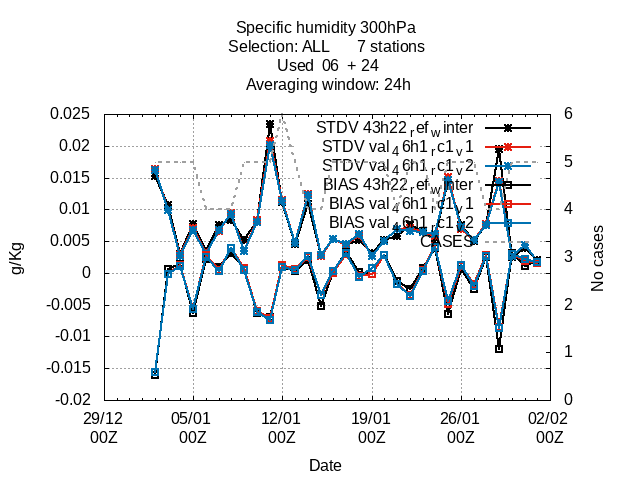 Specific humidity 300hPa
Selection: ALL 7 stations
Used 06 + 24
Averaging window: 24h
STDV 43h22_ref_winter
STDV val_46h1_rc1_v1
STDV val_46h1_rc1_v2
BIAS 43h22_ref_winter
BIAS val_46h1_rc1_v1
BIAS val_46h1_rc1_v2
CASES
g/Kg
0.025
0.02
0.015
0.01
0.005
0
-0.005
-0.01
-0.015
-0.02
6
5
4
3
2
1
0
No cases
29/12 05/01 12/01 19/01 26/01 02/02
00Z 00Z 00Z 00Z 00Z 00Z
Date